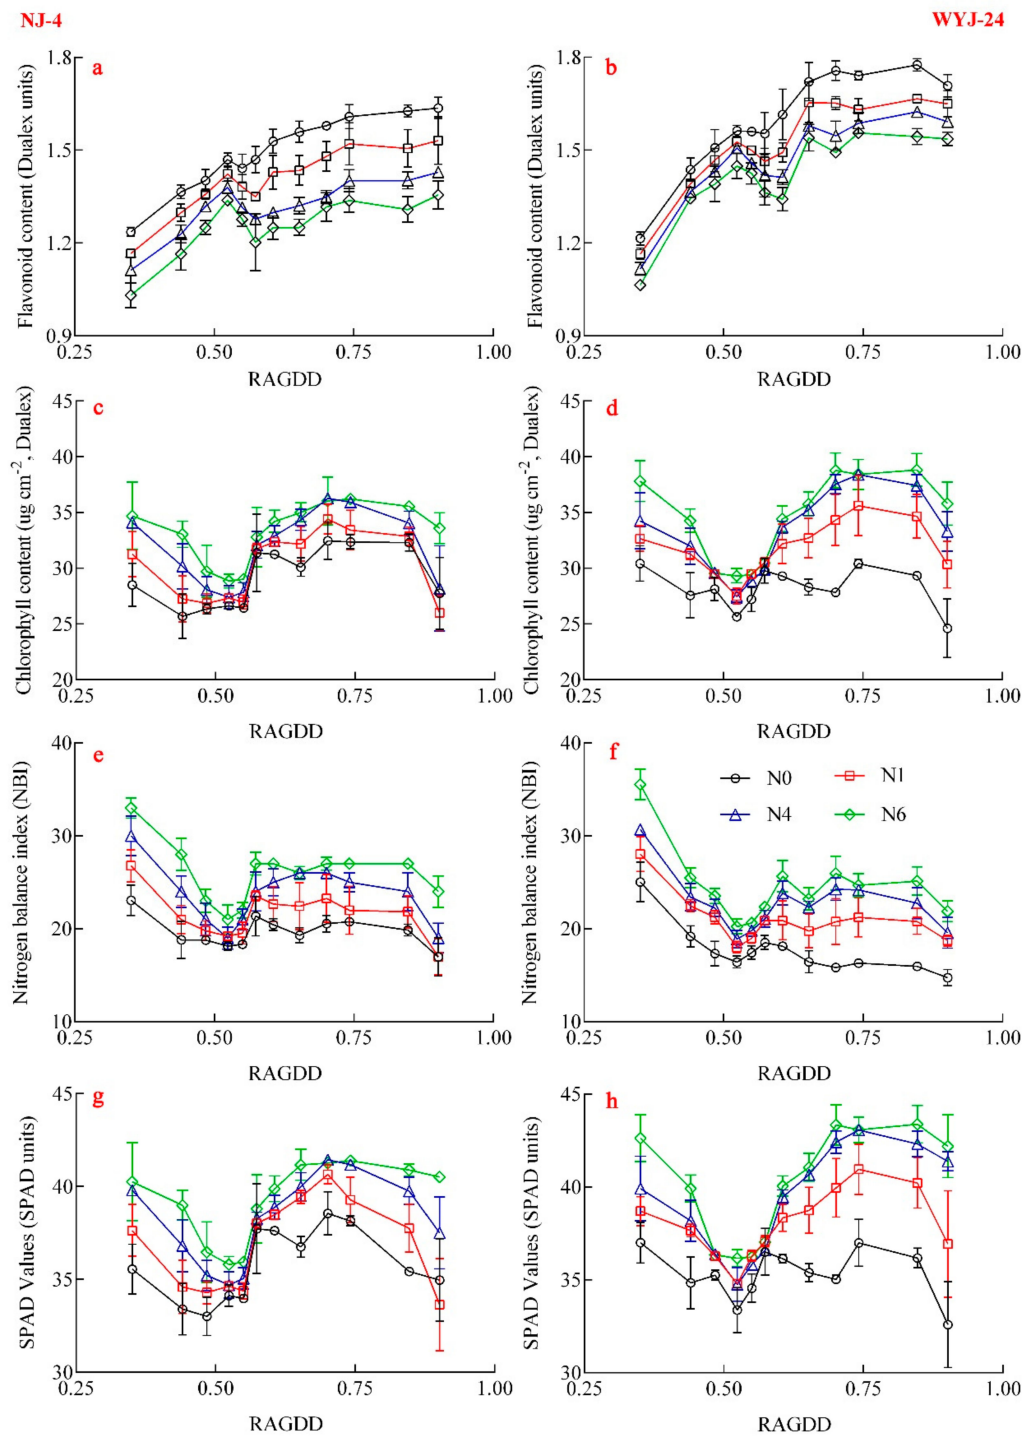 NJ-4 WYJ-24
a b
1.8 1.5 1.2 0.9
Flavonoid content (Dualex units)
0.25 0.50 0.75 1.00
RAGDD
1.8 1.5 1.2 0.9
Flavonoid content (Dualex units)
0.25 0.50 0.75 1.00
RAGDD
c d
45 40 35 30 25 20
Chlorophyll content (ug cm⁻², Dualex)
0.25 0.50 0.75 1.00
RAGDD
45 40 35 30 25 20
Chlorophyll content (ug cm⁻², Dualex)
0.25 0.50 0.75 1.00
RAGDD
e f
40 30 20 10
Nitrogen balance index (NBI)
0.25 0.50 0.75 1.00
RAGDD
40 30 20 10
Nitrogen balance index (NBI)
N0 N1
N4 N6
0.25 0.50 0.75 1.00
RAGDD
g h
45 40 35 30
SPAD Values (SPAD units)
0.25 0.50 0.75 1.00
RAGDD
45 40 35 30
SPAD Values (SPAD units)
0.25 0.50 0.75 1.00
RAGDD